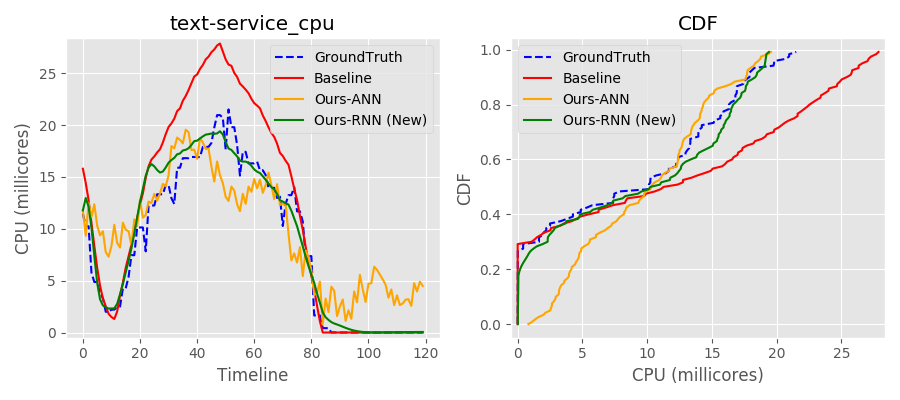 text-service_cpu
CPU (millicores)
25
20
15
10
5
0
GroundTruth
Baseline
Ours-ANN
Ours-RNN (New)
0 20 40 60 80 100 120
Timeline
CDF
CDF
1.0
0.8
0.6
0.4
0.2
0.0
GroundTruth
Baseline
Ours-ANN
Ours-RNN (New)
0 5 10 15 20 25
CPU (millicores)